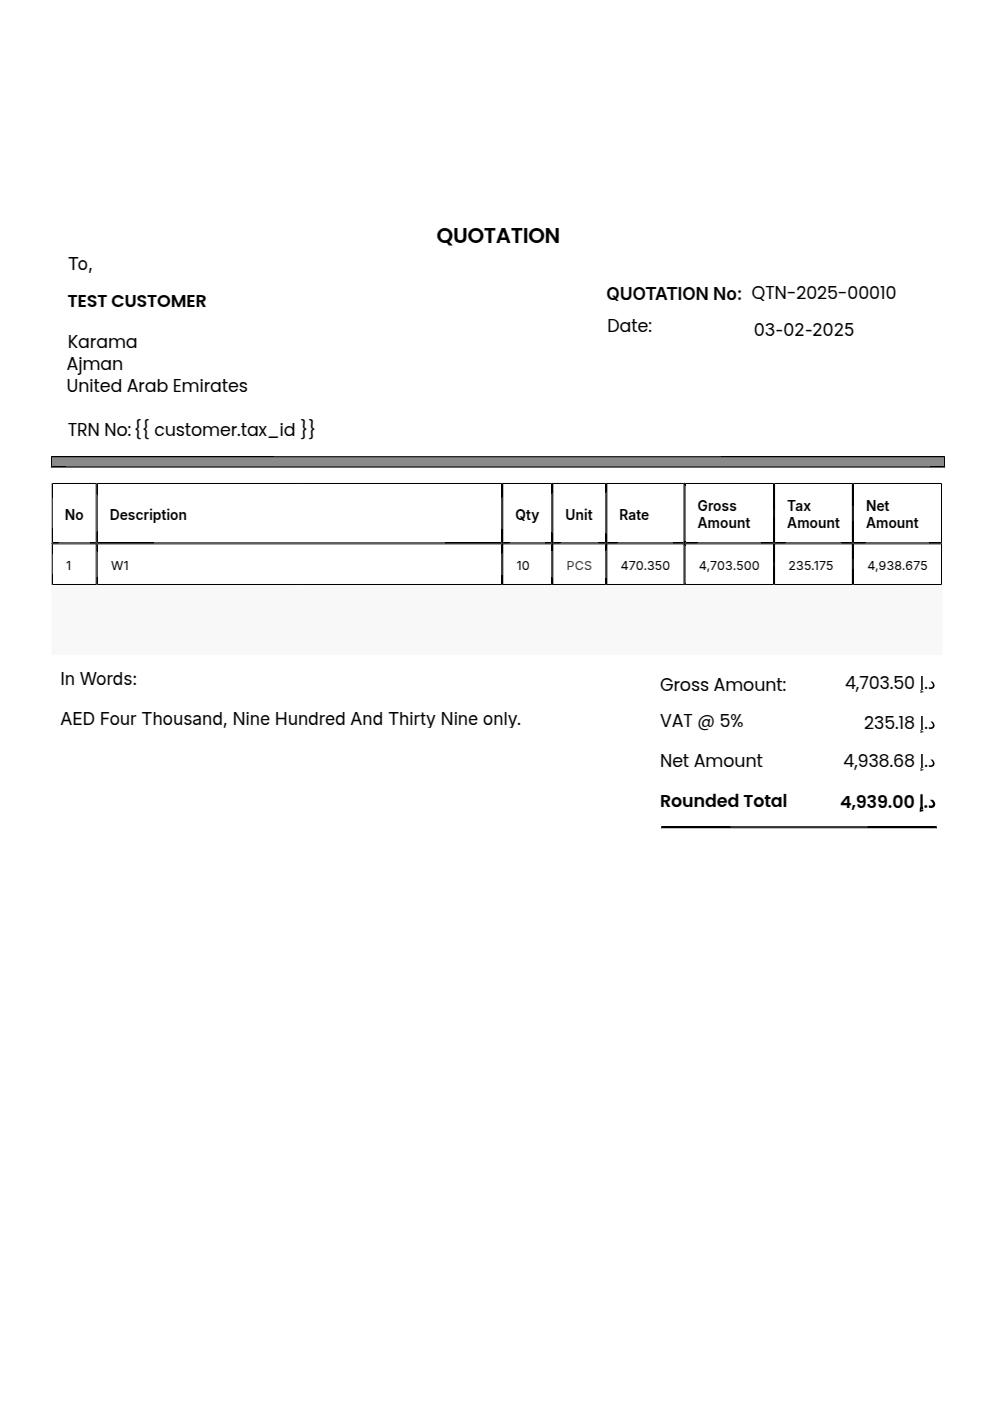 QUOTATION
To,
TEST CUSTOMER
QUOTATION No: QTN-2025-00010
Date: 03-02-2025
Karama
Ajman
United Arab Emirates
TRN No: {{ customer.tax_id }}
No Description Qty Unit Rate Gross Amount Tax Amount Net Amount
1 W1 10 PCS 470.350 4,703.500 235.175 4,938.675
In Words:
AED Four Thousand, Nine Hundred And Thirty Nine only.
Gross Amount: 4,703.50 د.إ
VAT @ 5% 235.18 د.إ
Net Amount 4,938.68 د.إ
Rounded Total 4,939.00 د.إ